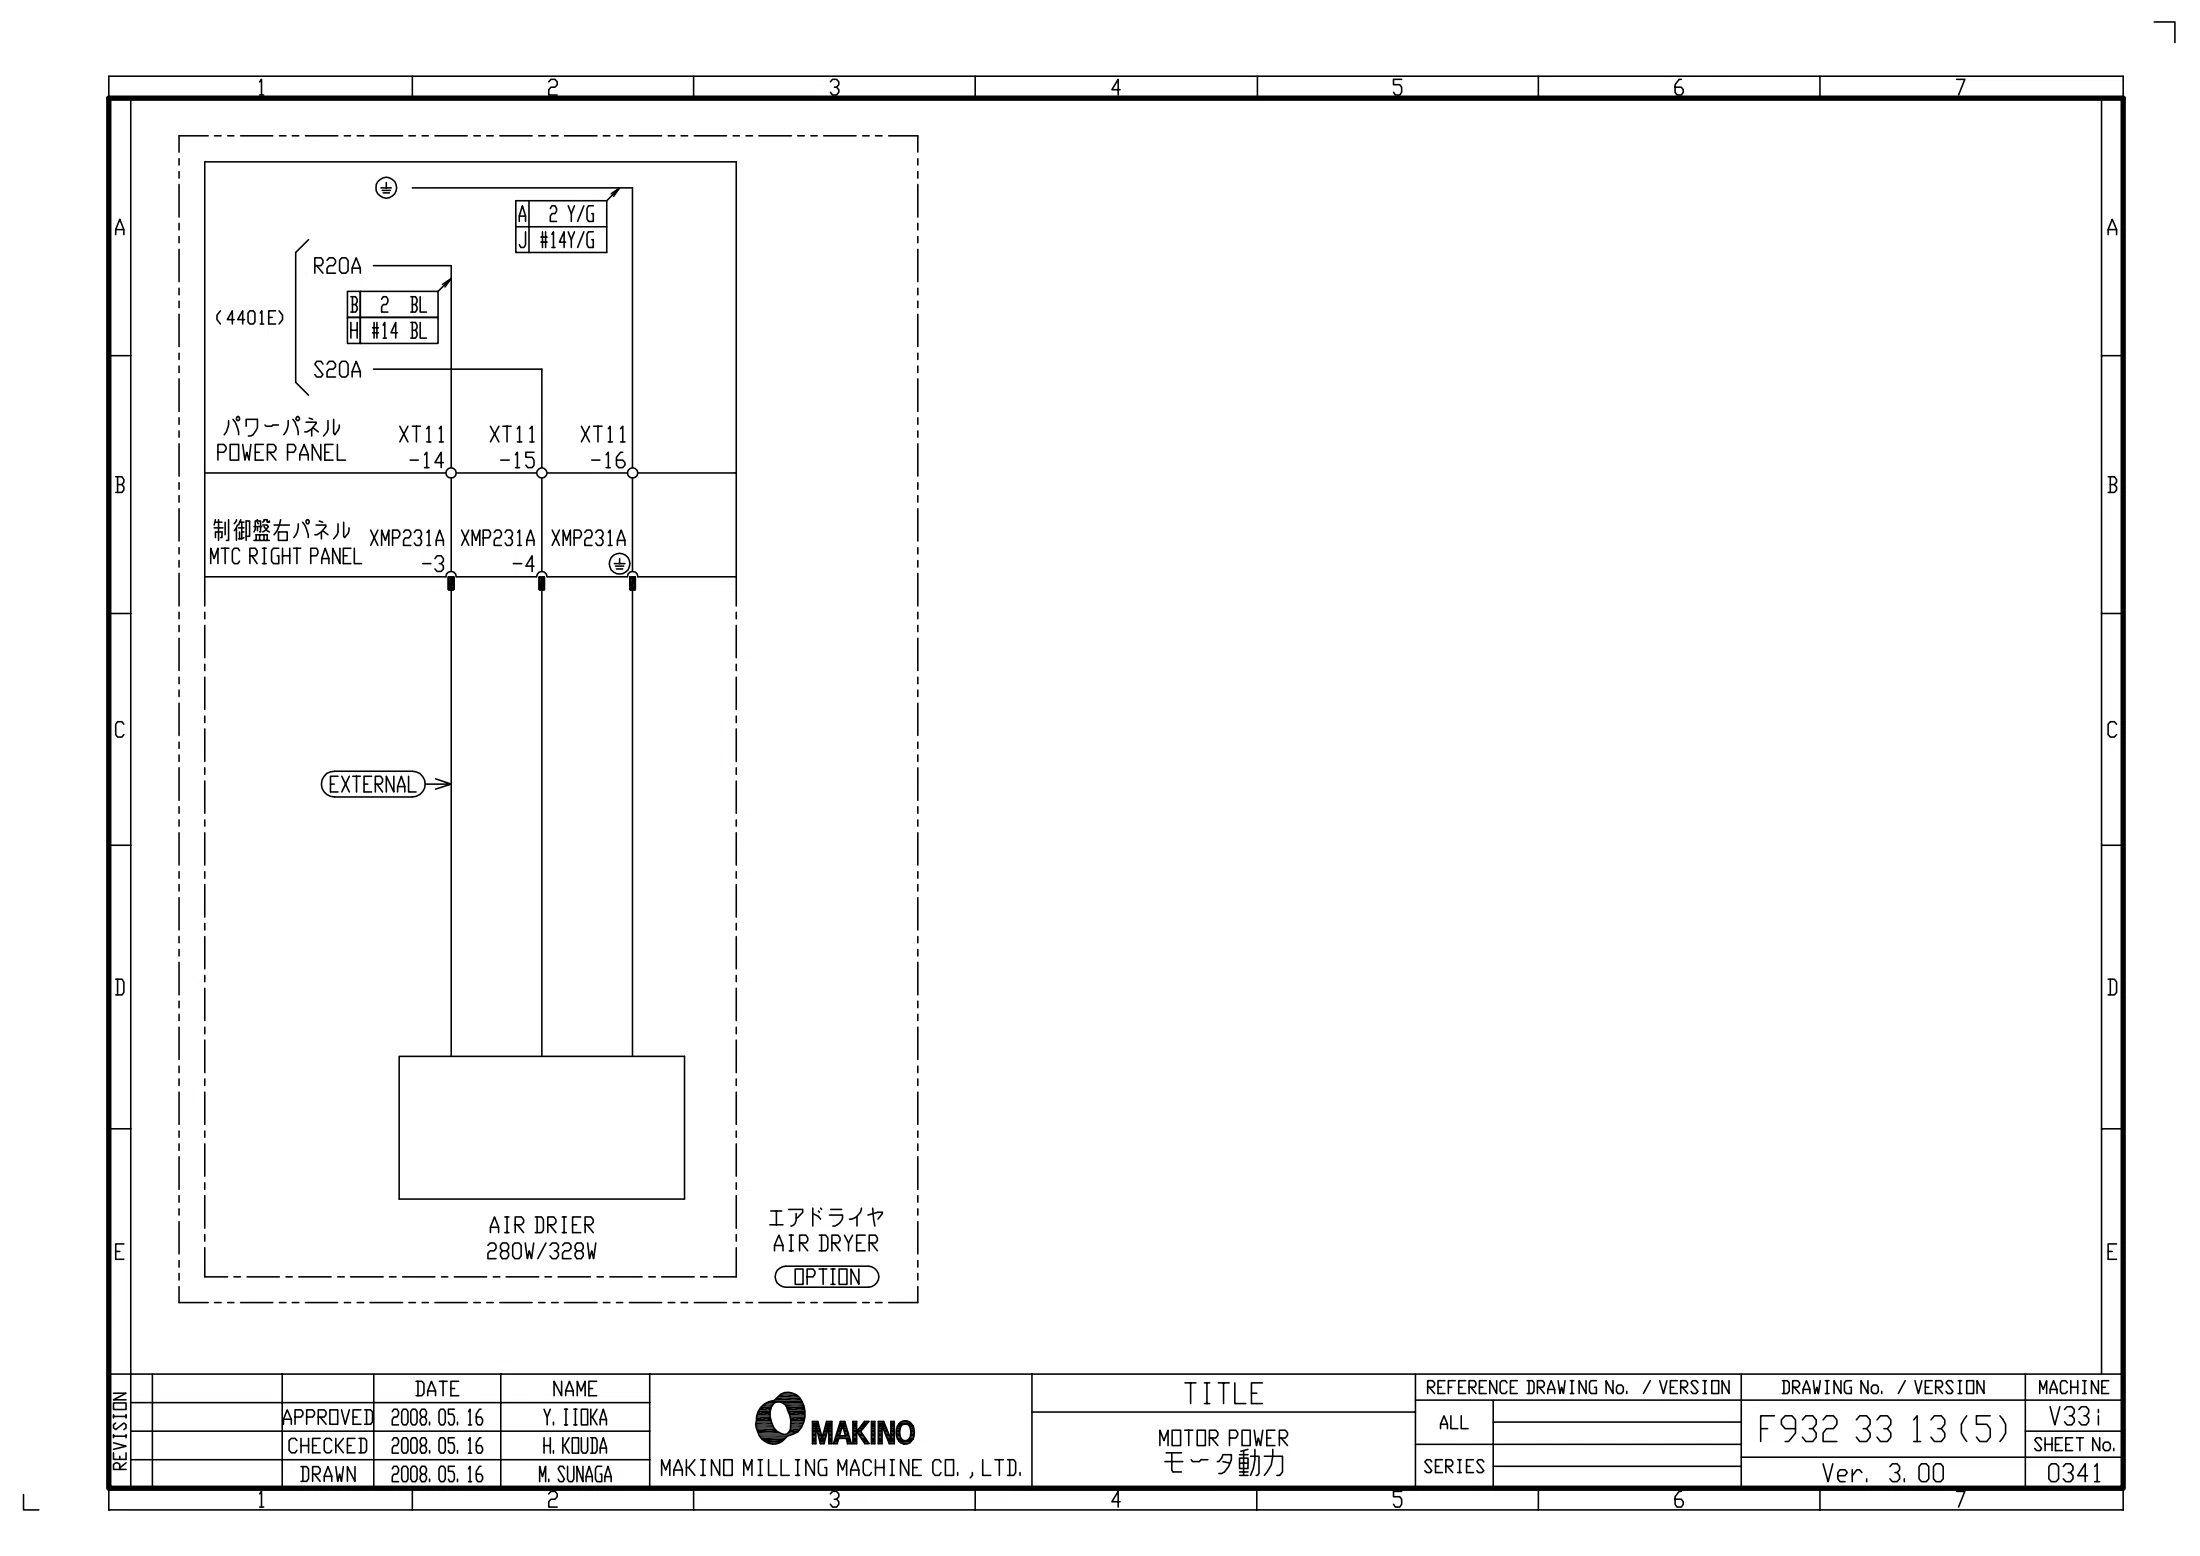 1 2 3 4 5 6 7
A
B
C
D
E
A
B
C
D
E
A 2 Y/G
J #14Y/G
R20A
B 2 BL
H #14 BL
(4401E)
S20A
パワーパネル
POWER PANEL
XT11
-14
XT11
-15
XT11
-16
制御盤右パネル
MTC RIGHT PANEL
XMP231A
-3
XMP231A
-4
XMP231A
EXTERNAL
AIR DRIER
280W/328W
エアドライヤ
AIR DRYER
OPTION
REVISION
DATE NAME
APPROVED 2008.05.16 Y. IIOKA
CHECKED 2008.05.16 H. KOUDA
DRAWN 2008.05.16 M. SUNAGA
MAKINO
MAKINO MILLING MACHINE CO.,LTD.
TITLE
MOTOR POWER
モータ動力
REFERENCE DRAWING No. / VERSION
ALL
SERIES
DRAWING No. / VERSION
F932 33 13(5)
Ver. 3.00
MACHINE
V33i
SHEET No.
0341
1 2 3 4 5 6 7